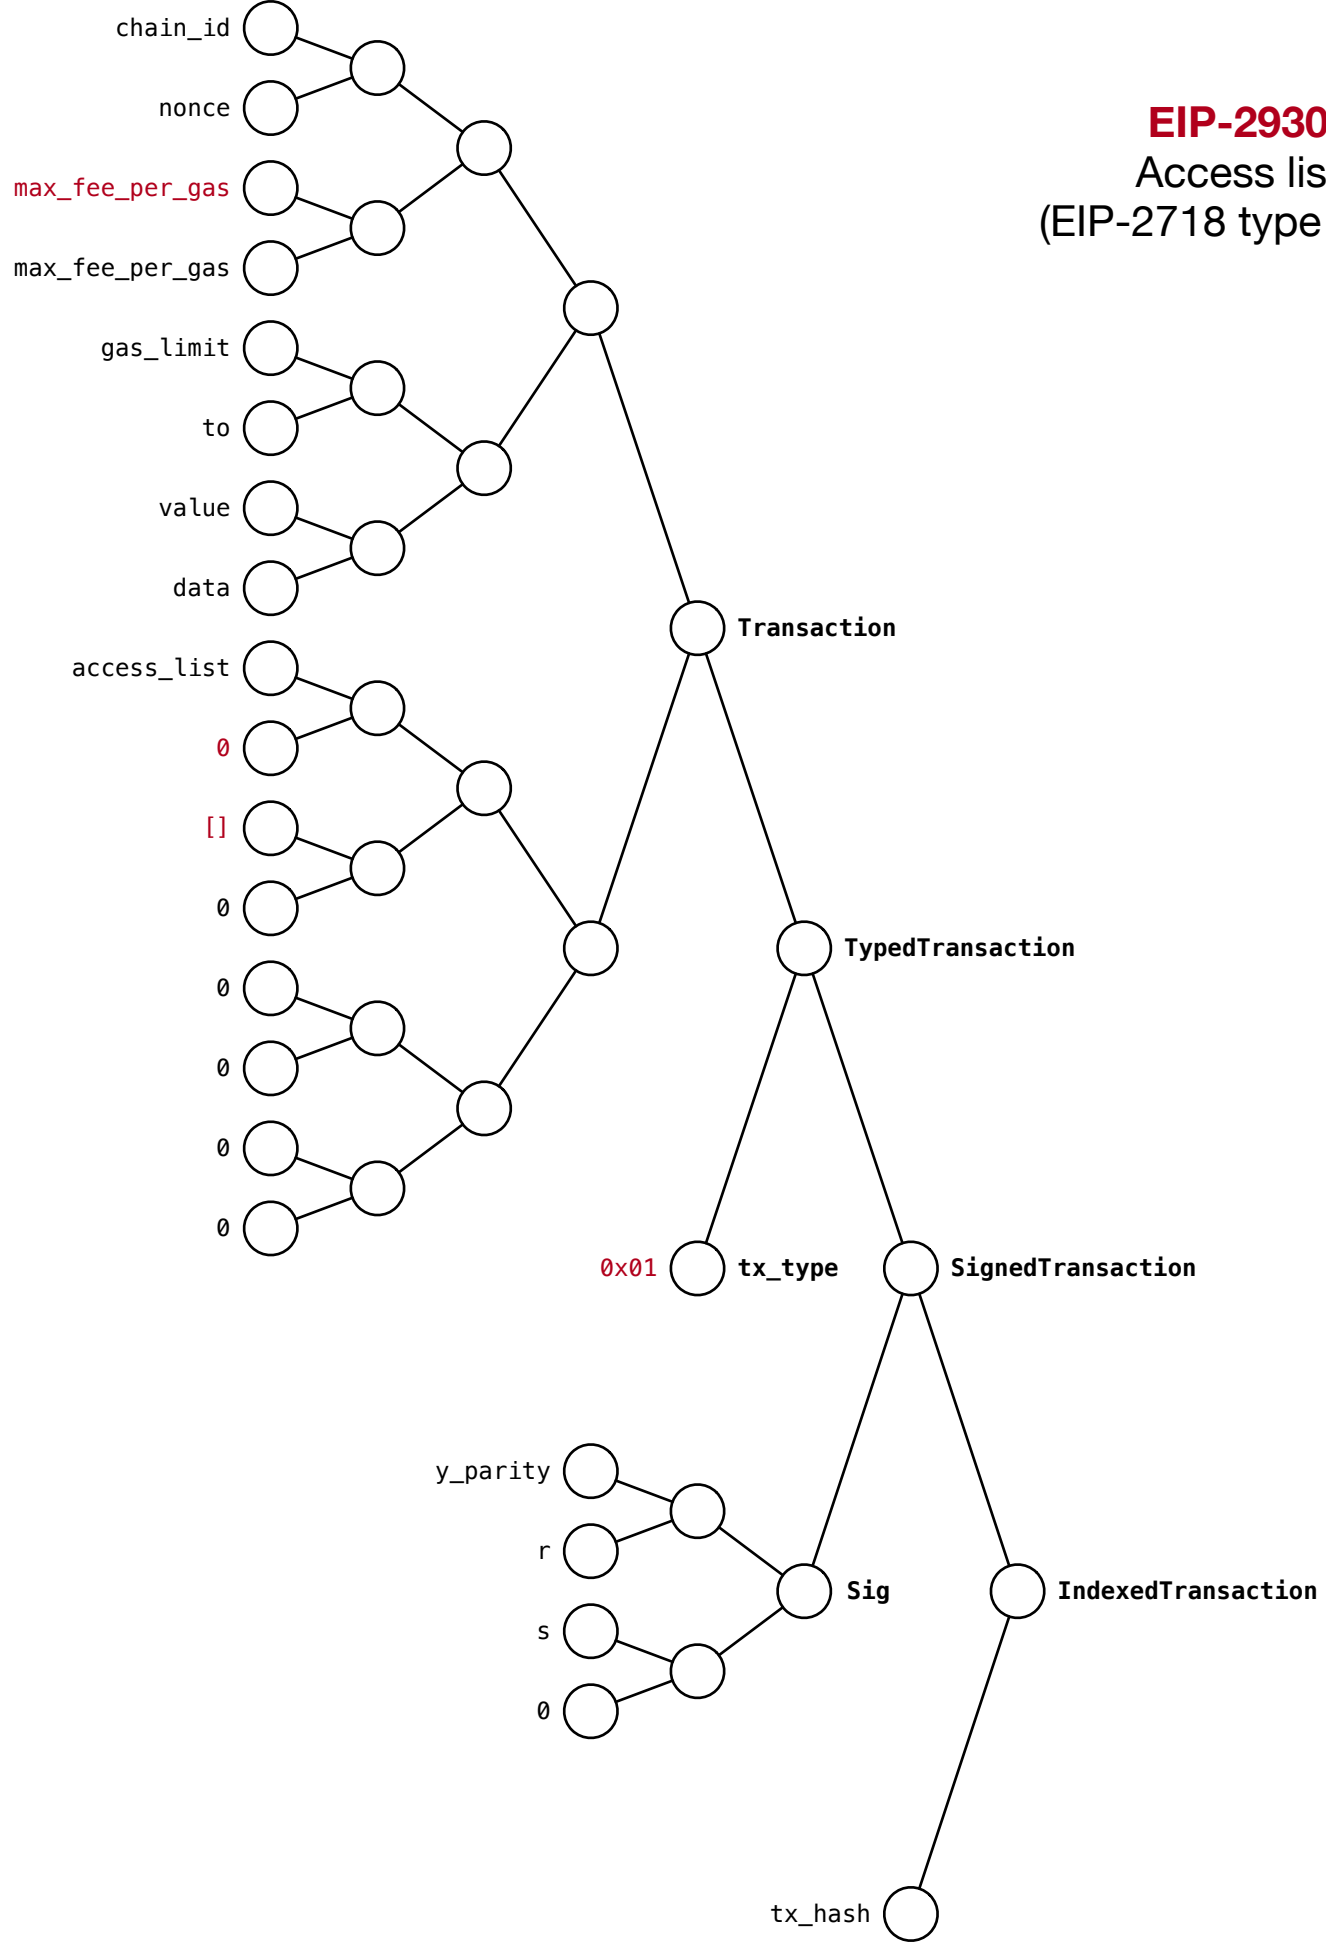 chain_id
nonce
EIP-2930
max_fee_per_gas
Access lis
(EIP-2718 type
max_fee_per_gas
gas_limit
to
value
data
Transaction
access_list
0
[]
0
TypedTransaction
0
0
0
0
0x01
tx_type
SignedTransaction
y_parity
r
Sig
IndexedTransaction
s
0
tx_hash